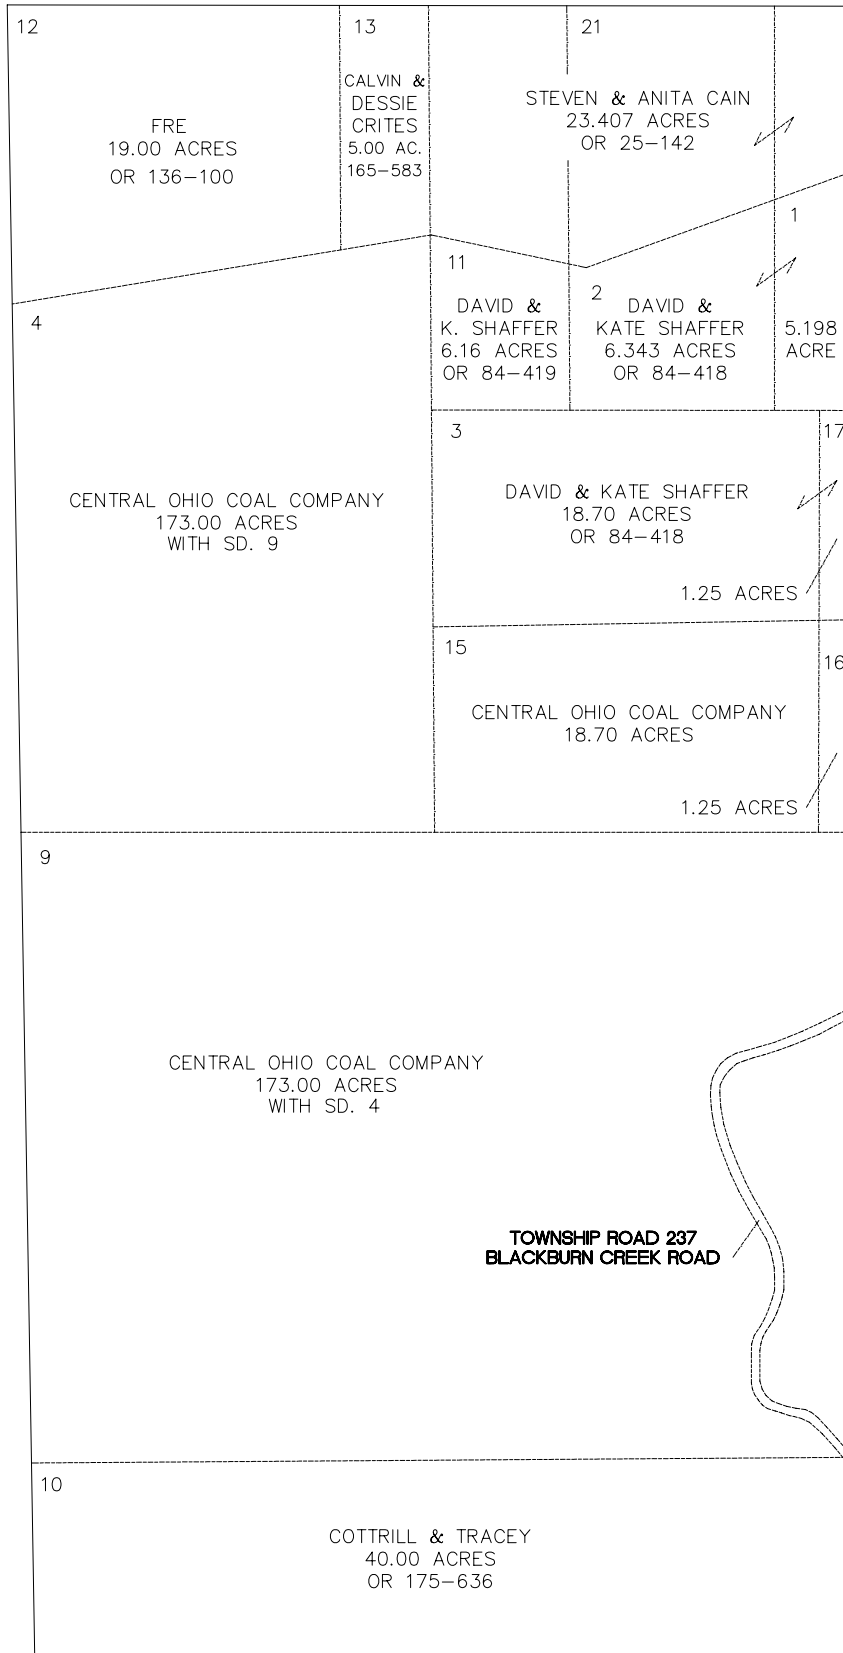 12
FRE
19.00 ACRES
OR 136-100
13
CALVIN &
DESSIE
CRITES
5.00 AC.
165-583
21
STEVEN & ANITA CAIN
23.407 ACRES
OR 25-142
1
5.198
ACRE
11
DAVID &
K. SHAFFER
6.16 ACRES
OR 84-419
2
DAVID &
KATE SHAFFER
6.343 ACRES
OR 84-418
4
CENTRAL OHIO COAL COMPANY
173.00 ACRES
WITH SD. 9
3
DAVID & KATE SHAFFER
18.70 ACRES
OR 84-418
17
1.25 ACRES
15
CENTRAL OHIO COAL COMPANY
18.70 ACRES
16
1.25 ACRES
9
CENTRAL OHIO COAL COMPANY
173.00 ACRES
WITH SD. 4
TOWNSHIP ROAD 237
BLACKBURN CREEK ROAD
10
COTTRILL & TRACEY
40.00 ACRES
OR 175-636